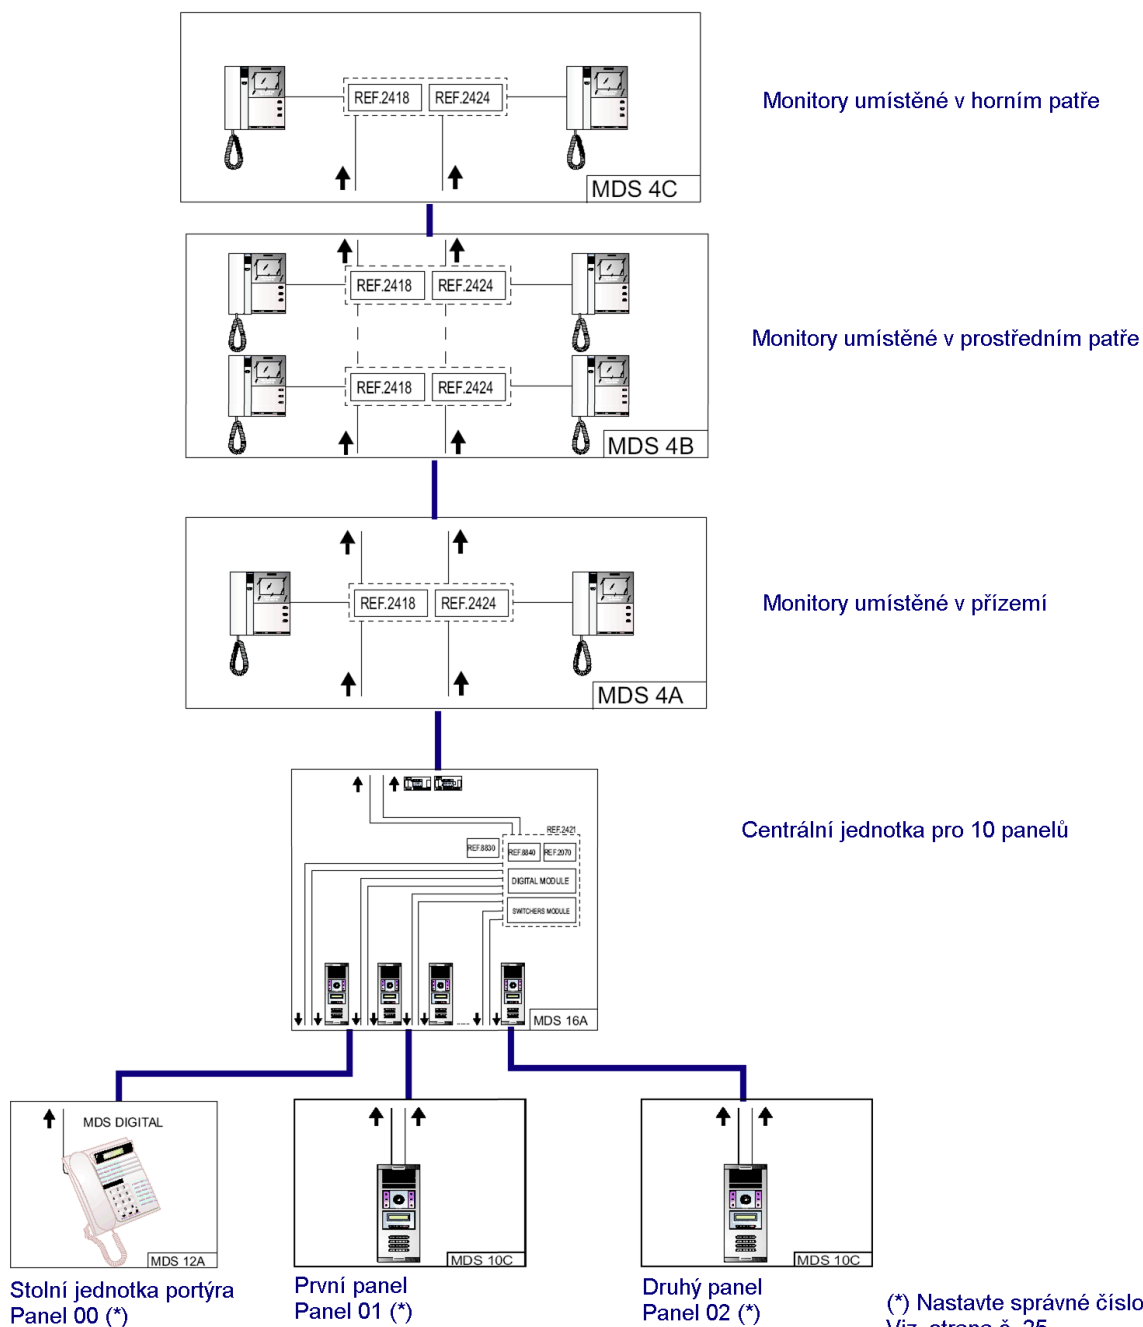 REF.2418 REF.2424
Monitory umístěné v horním patře
MDS 4C
REF.2418 REF.2424
Monitory umístěné v prostředním patře
REF.2418 REF.2424
MDS 4B
REF.2418 REF.2424
Monitory umístěné v přízemí
MDS 4A
Centrální jednotka pro 10 panelů
REF.2421
REF.8830
REF.8840 REF.2070
DIGITAL MODULE
SWITCHERS MODULE
MDS 16A
MDS DIGITAL
MDS 12A
MDS 10C
MDS 10C
Stolní jednotka portýra
Panel 00 (*)
První panel
Panel 01 (*)
Druhý panel
Panel 02 (*)
(*) Nastavte správné číslo
Viz. strana č. 25